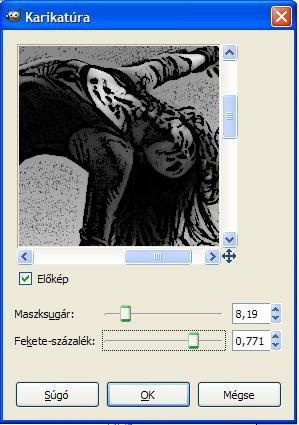 Karikatúra
Előkép
Maszksugár: 8,19
Fekete-százalék: 0,771
Súgó OK Mégse